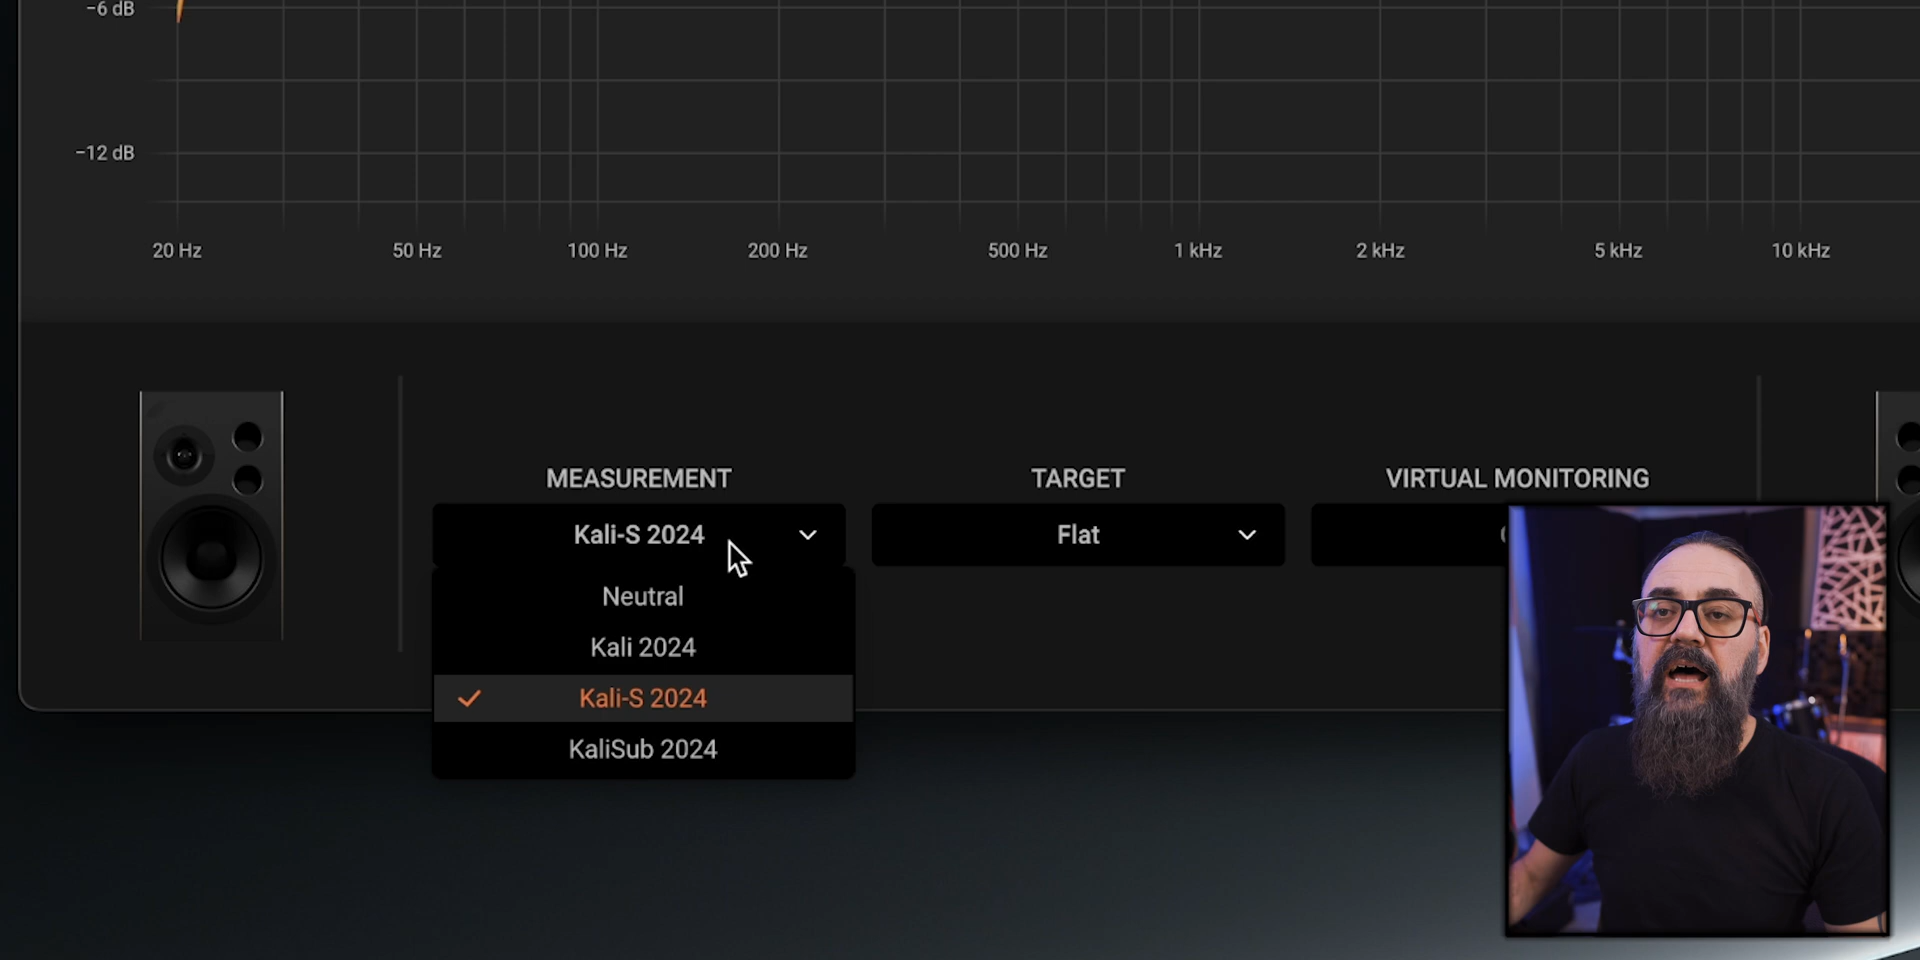 −6 dB
−12 dB
20 Hz 50 Hz 100 Hz 200 Hz 500 Hz 1 kHz 2 kHz 5 kHz 10 kHz
MEASUREMENT TARGET VIRTUAL MONITORING
Kali-S 2024 Flat
Neutral
Kali 2024
Kali-S 2024
KaliSub 2024